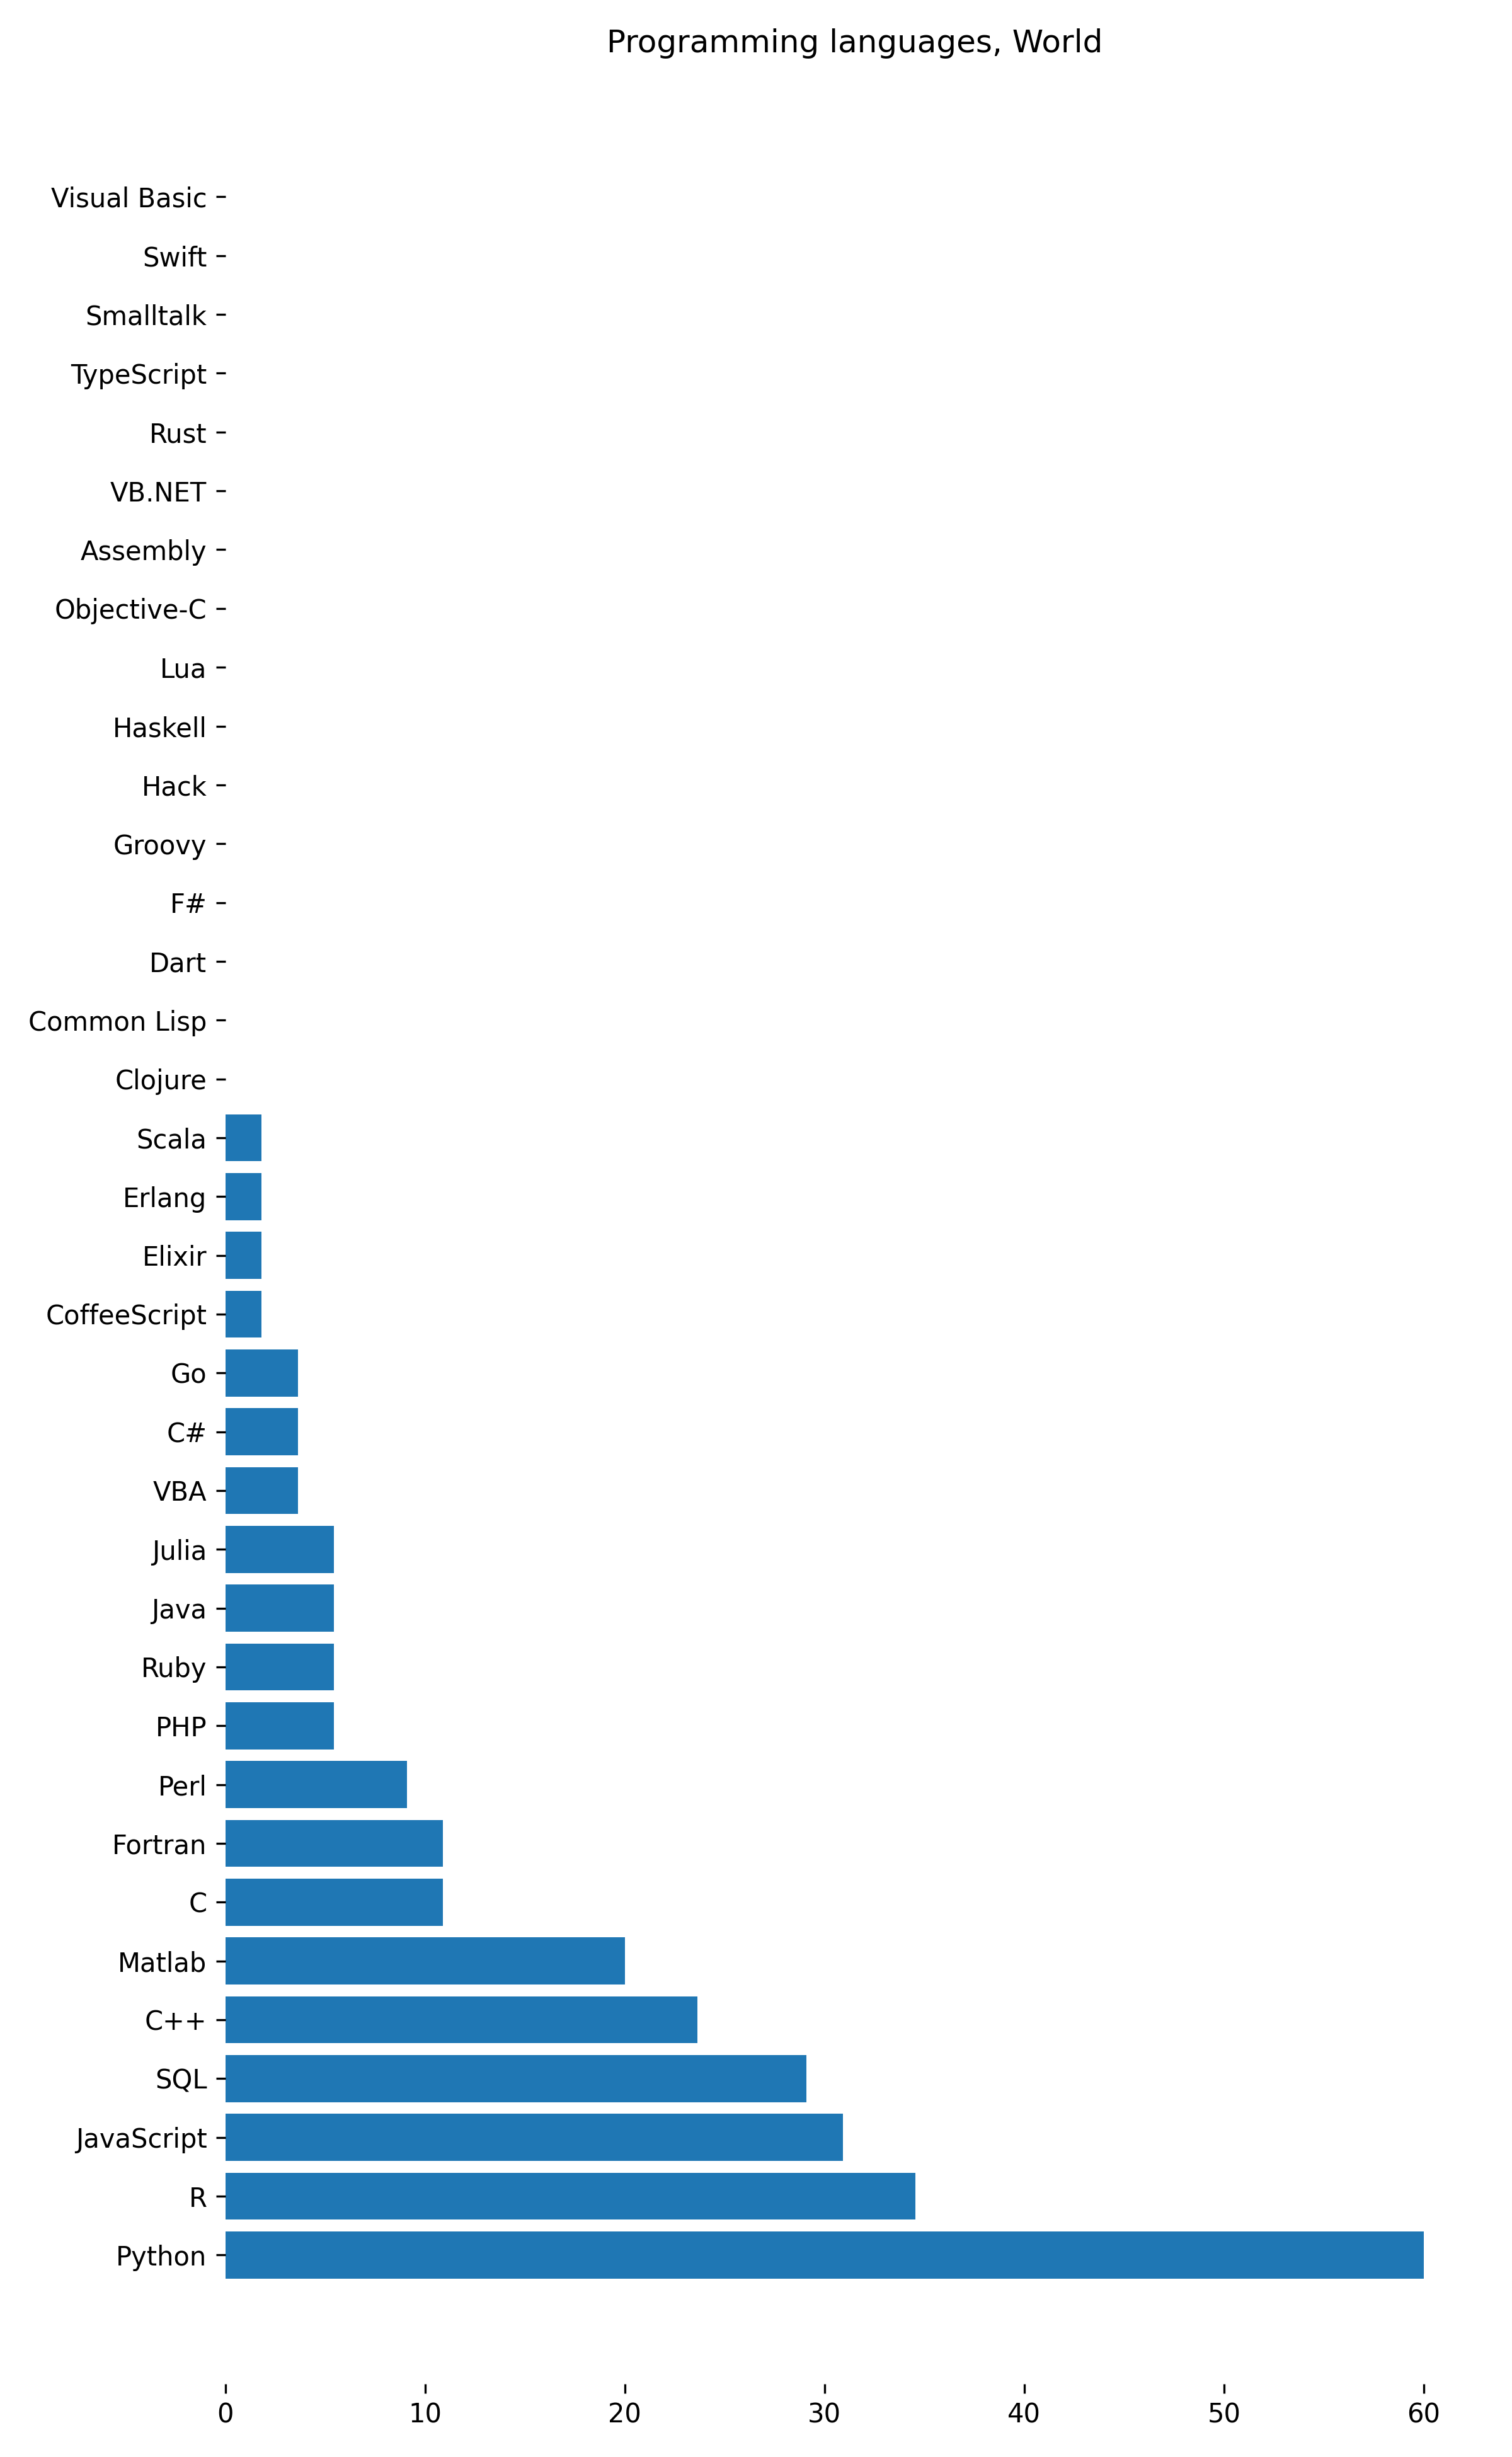 Programming languages, World
Visual Basic
Swift
Smalltalk
TypeScript
Rust
VB.NET
Assembly
Objective-C
Lua
Haskell
Hack
Groovy
F#
Dart
Common Lisp
Clojure
Scala
Erlang
Elixir
CoffeeScript
Go
C#
VBA
Julia
Java
Ruby
PHP
Perl
Fortran
C
Matlab
C++
SQL
JavaScript
R
Python
0 10 20 30 40 50 60